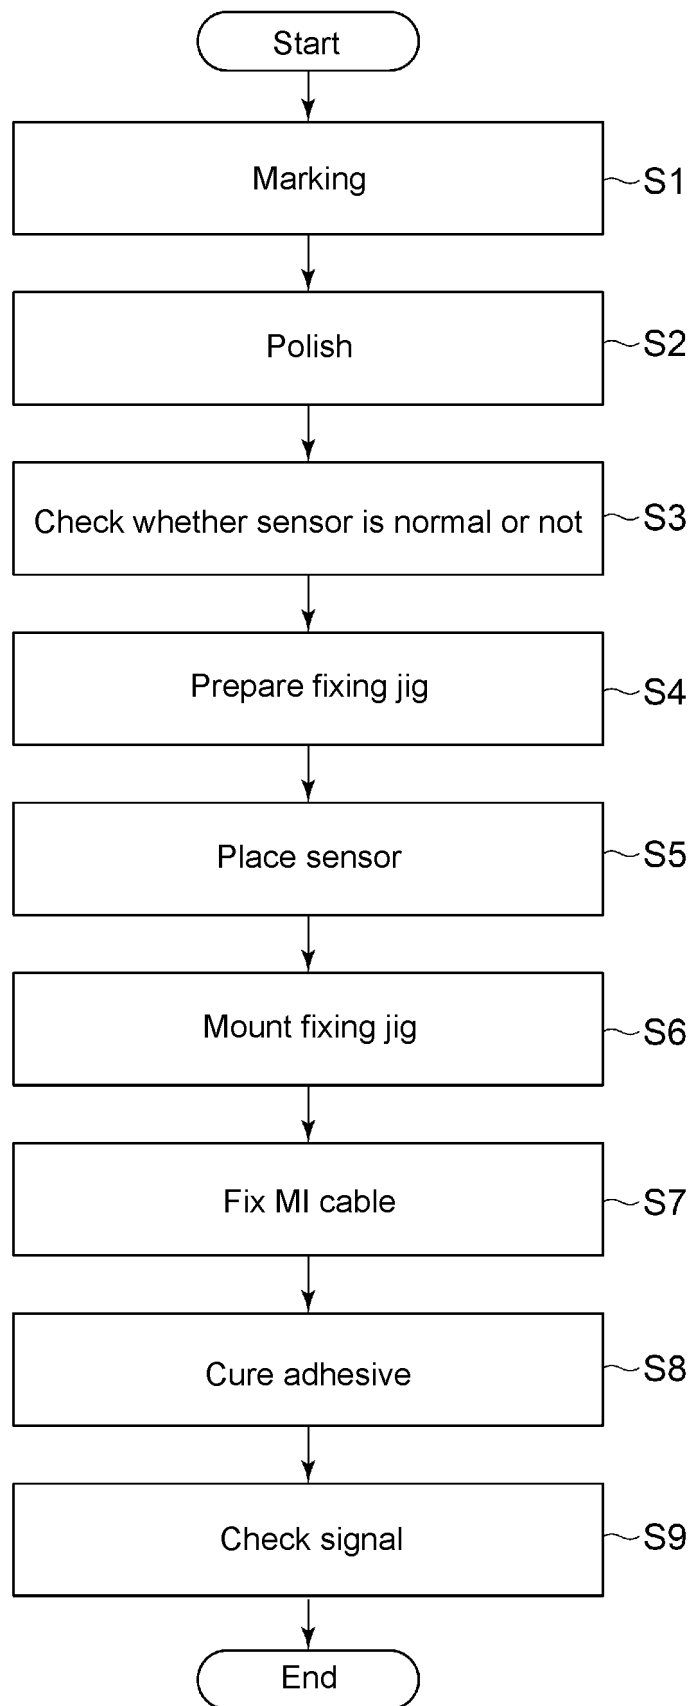 Start
Marking
S1
Polish
S2
Check whether sensor is normal or not
S3
Prepare fixing jig
S4
Place sensor
S5
Mount fixing jig
S6
Fix MI cable
S7
Cure adhesive
S8
Check signal
S9
End